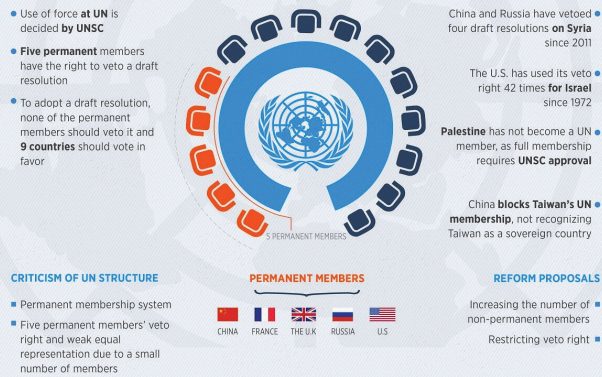 Use of force at UN is
decided by UNSC
Five permanent members
have the right to veto a draft
resolution
To adopt a draft resolution,
none of the permanent
members should veto it and
9 countries should vote in
favor
China and Russia have vetoed
four draft resolutions on Syria
since 2011
The U.S. has used its veto
right 42 times for Israel
since 1972
Palestine has not become a UN
member, as full membership
requires UNSC approval
China blocks Taiwan's UN
membership, not recognizing
Taiwan as a sovereign country
5 PERMANENT MEMBERS
CRITICISM OF UN STRUCTURE
Permanent membership system
Five permanent members' veto
right and weak equal
representation due to a small
number of members
PERMANENT MEMBERS
CHINA FRANCE THE U.K RUSSIA U.S
REFORM PROPOSALS
Increasing the number of
non-permanent members
Restricting veto right